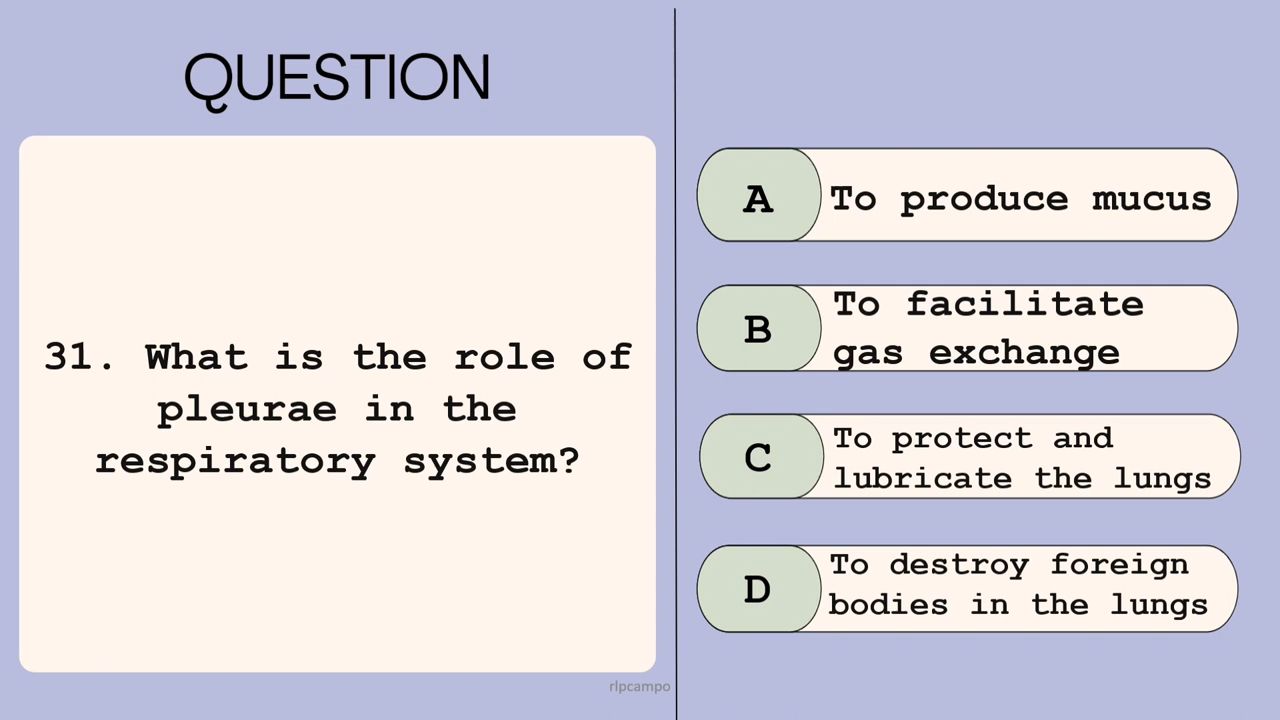 QUESTION
31. What is the role of
pleurae in the
respiratory system?
A
To produce mucus
B
To facilitate
gas exchange
C
To protect and
lubricate the lungs
D
To destroy foreign
bodies in the lungs
rlpcampo